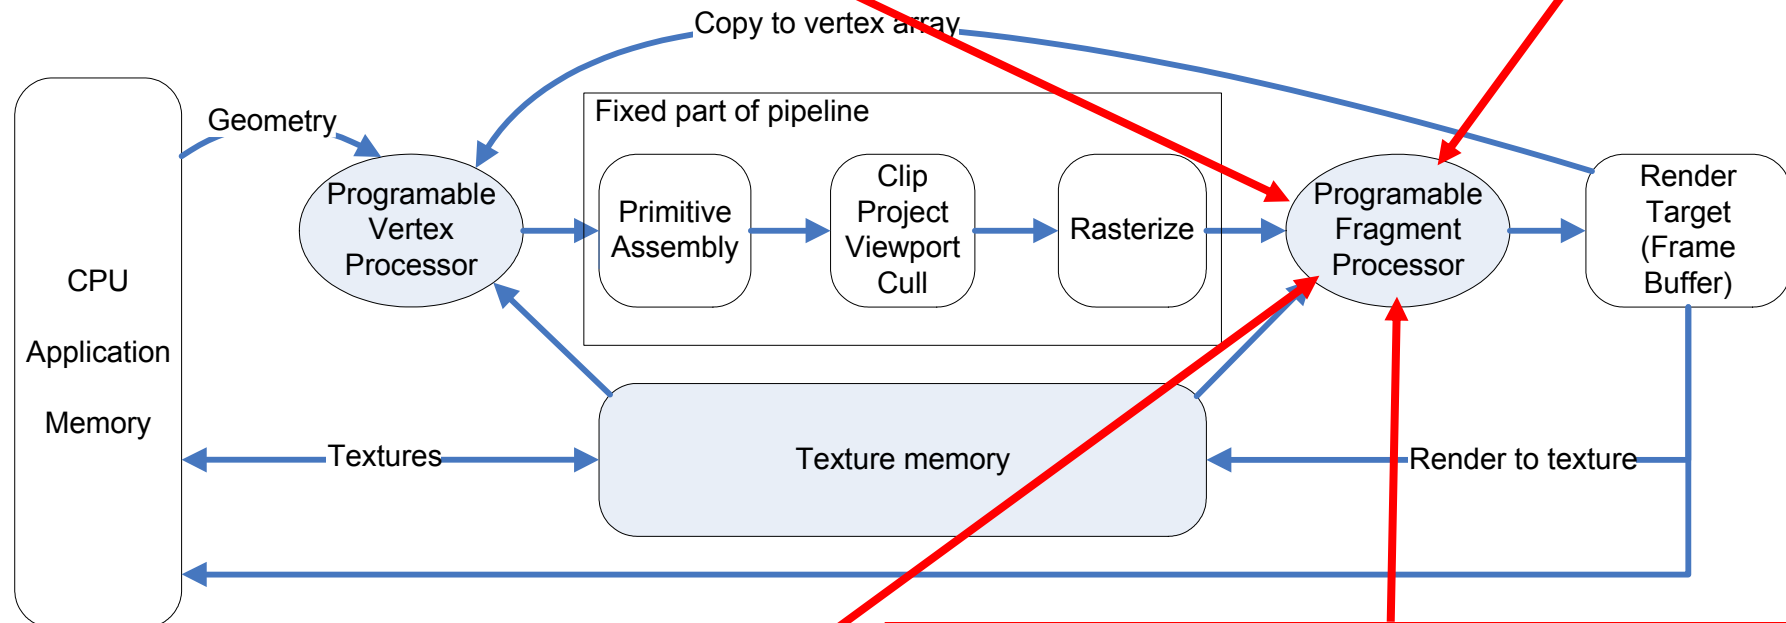 Copy to vertex array
Geometry
Fixed part of pipeline
CPU
Application
Memory
Programable
Vertex
Processor
Primitive
Assembly
Clip
Project
Viewport
Cull
Rasterize
Programable
Fragment
Processor
Render
Target
(Frame
Buffer)
Textures
Texture memory
Render to texture